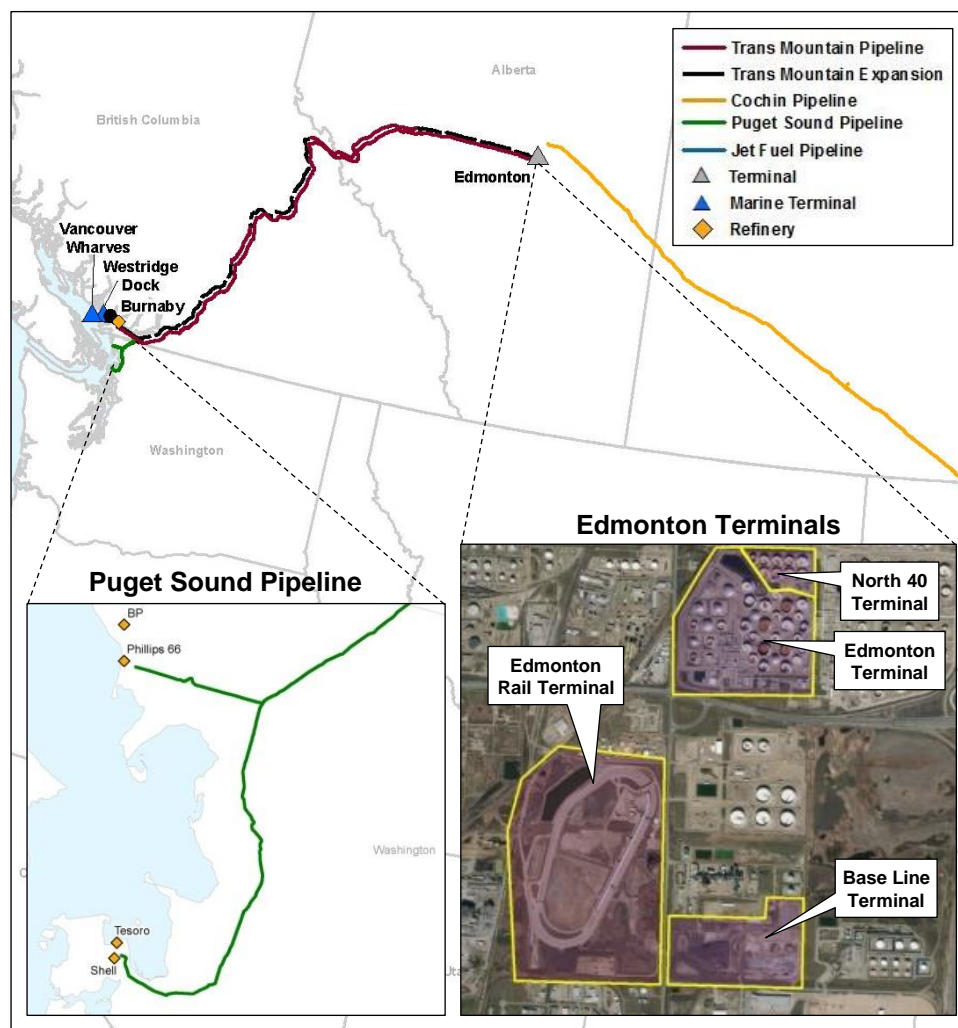 Trans Mountain Pipeline
Trans Mountain Expansion
Cochin Pipeline
Puget Sound Pipeline
Jet Fuel Pipeline
Terminal
Marine Terminal
Refinery
Alberta
British Columbia
Edmonton
Vancouver
Wharves
Westridge
Dock
Burnaby
Washington
Puget Sound Pipeline
BP
Phillips 66
Washington
Tesoro
Shell
Edmonton Terminals
North 40
Terminal
Edmonton
Terminal
Edmonton
Rail Terminal
Base Line
Terminal